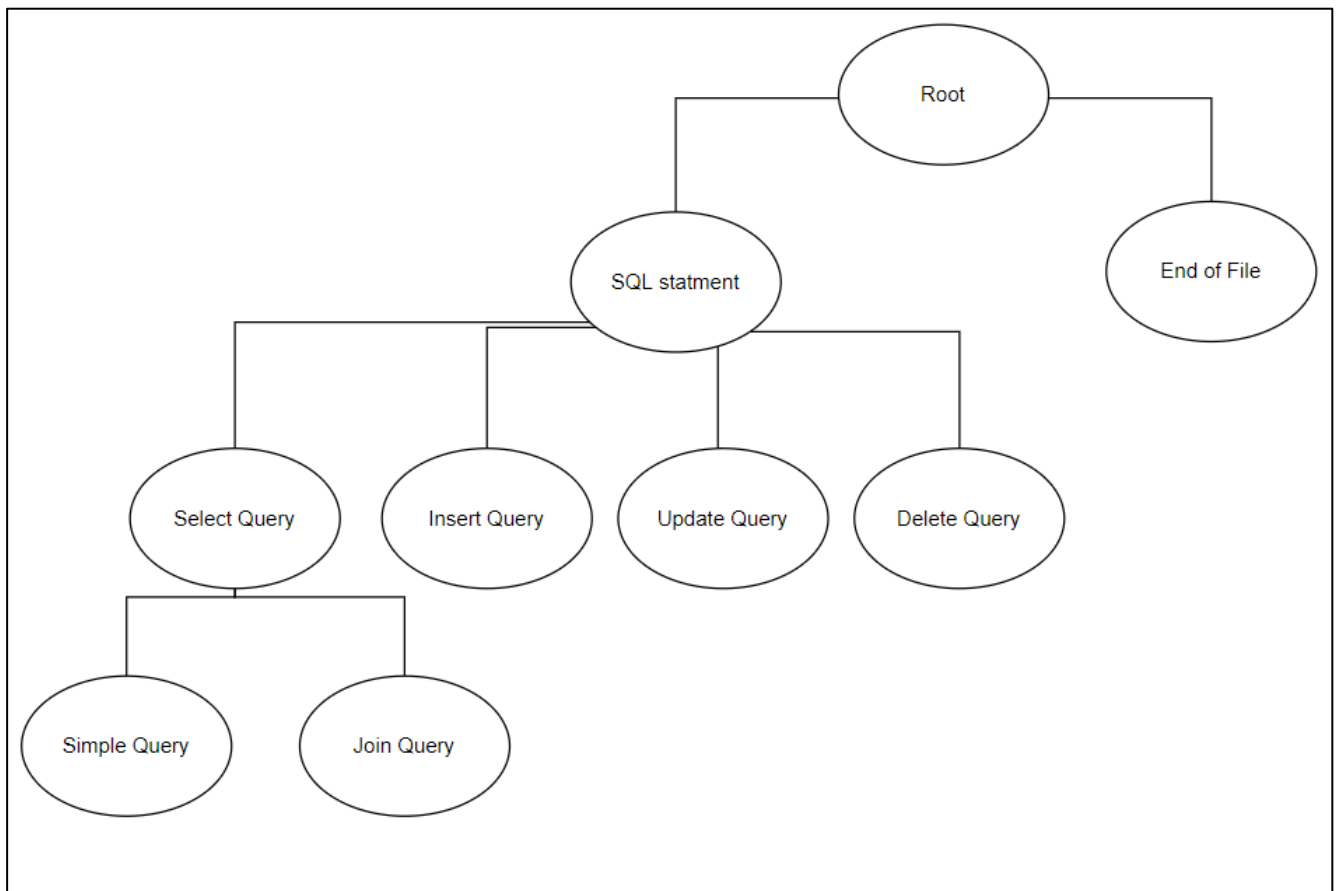 Root
End of File
SQL statment
Select Query
Insert Query
Update Query
Delete Query
Simple Query
Join Query